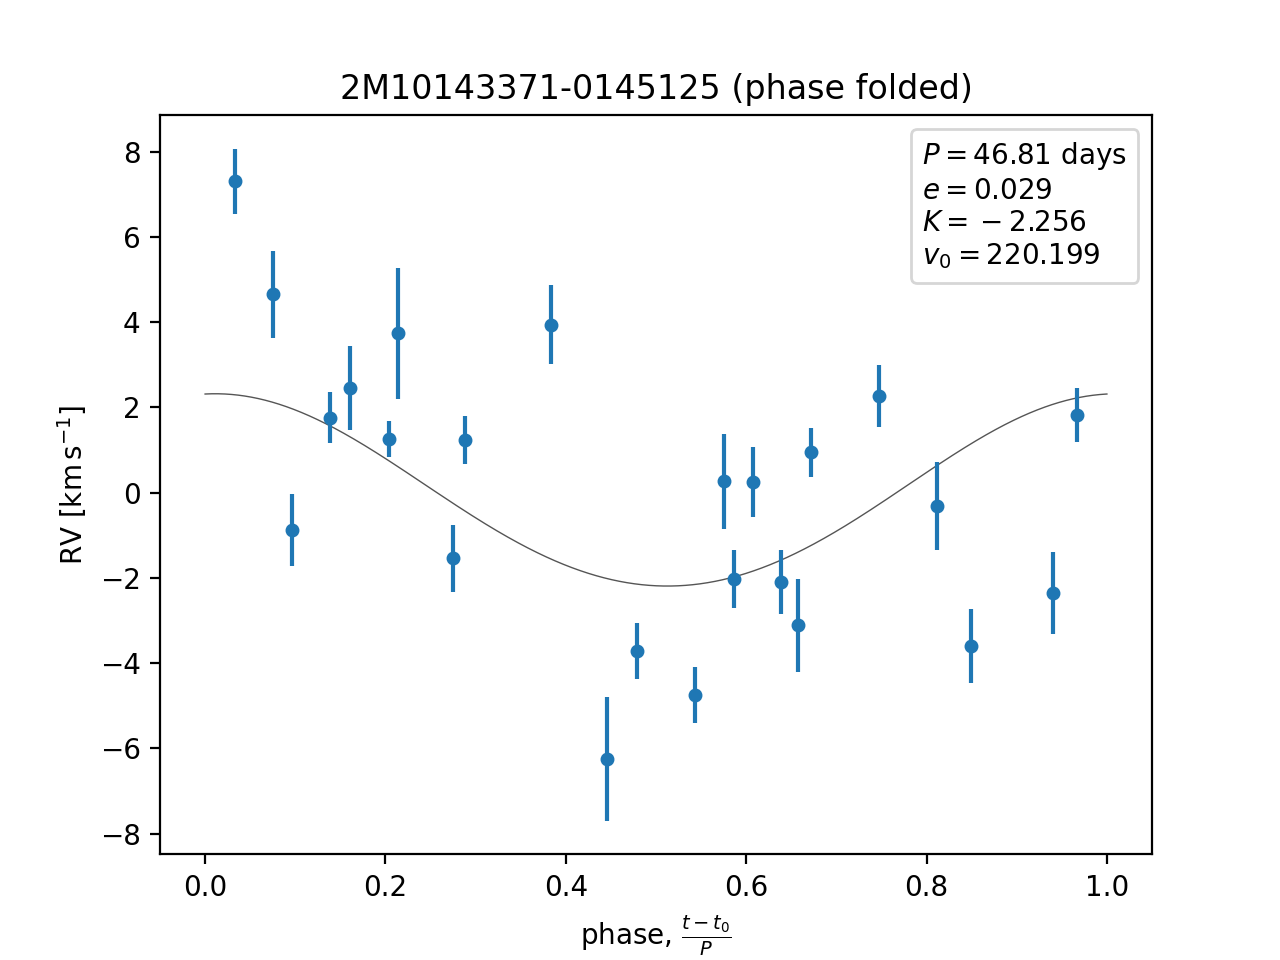 2M10143371-0145125 (phase folded)
P = 46.81 days
e = 0.029
K = −2.256
v₀ = 220.199
8
6
4
2
0
−2
−4
−6
−8
RV [km s⁻¹]
0.0 0.2 0.4 0.6 0.8 1.0
phase, (t − t₀)/P